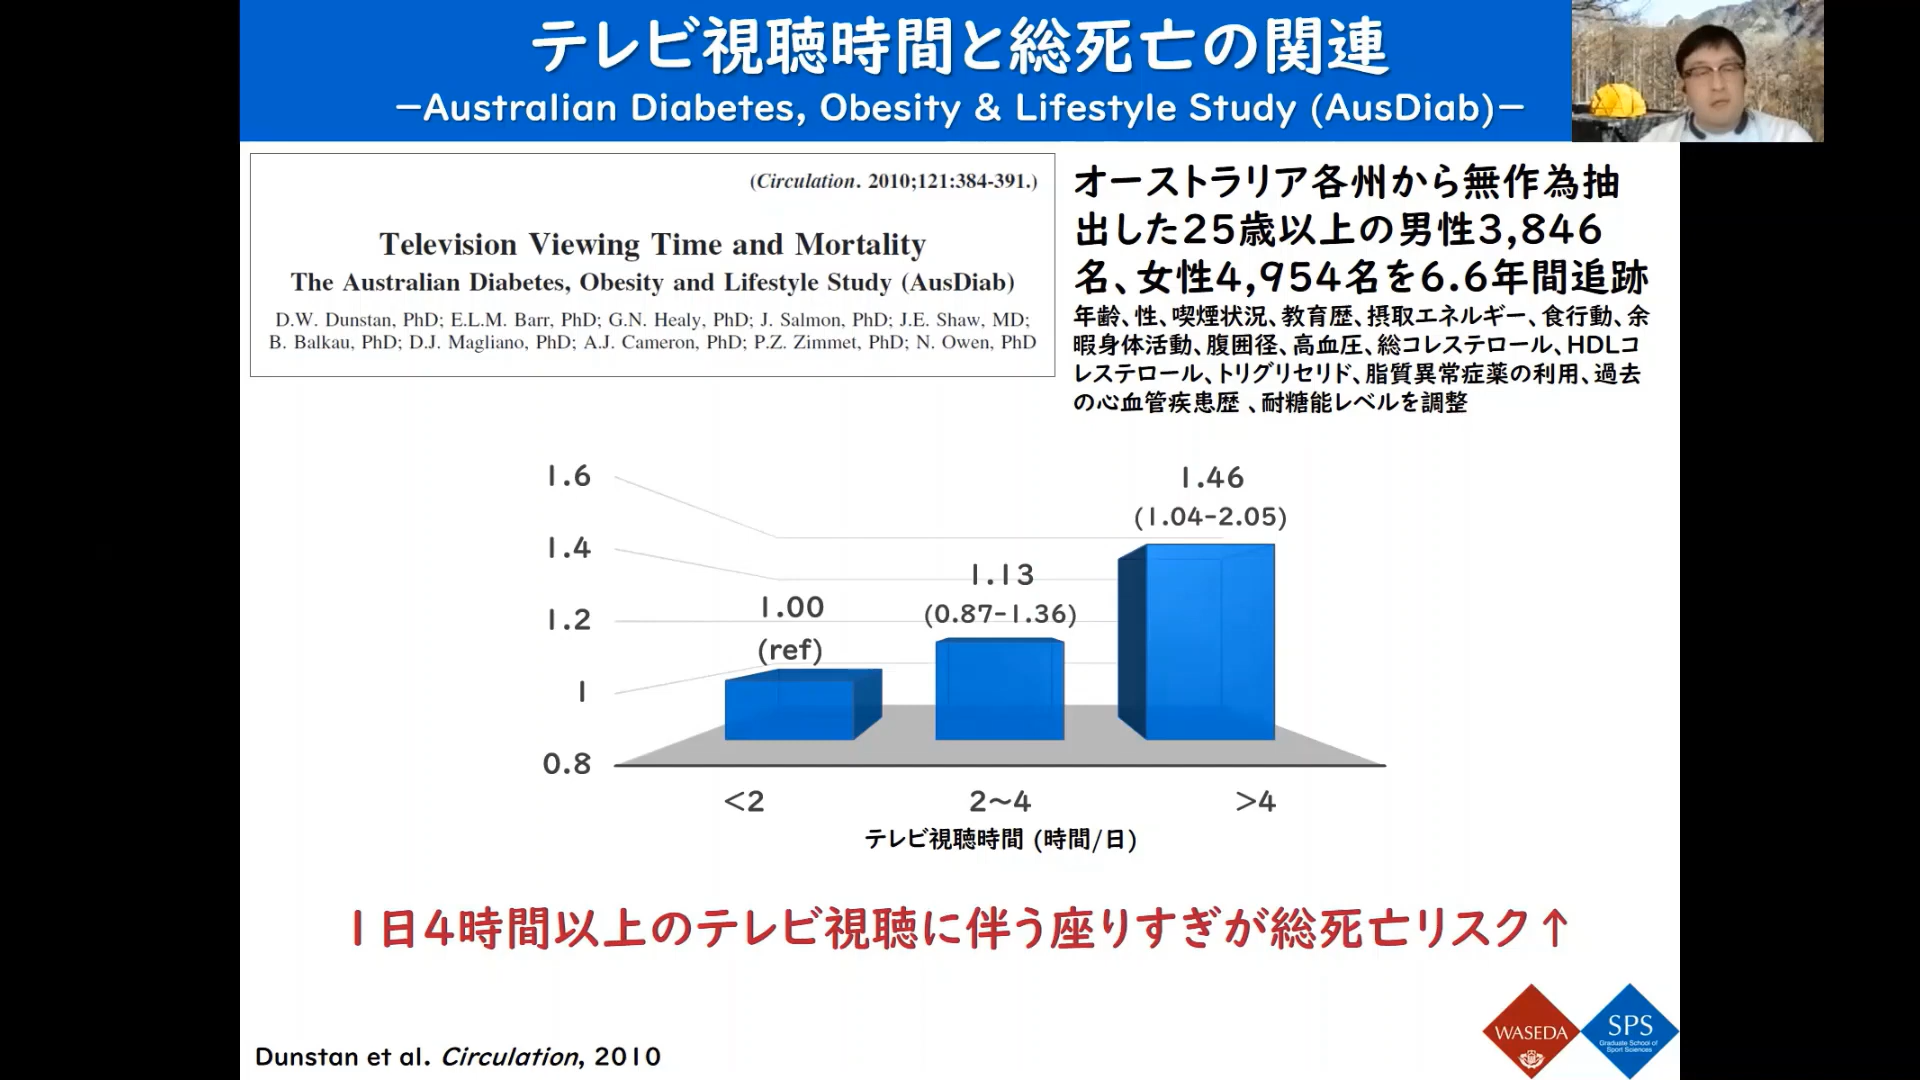 テレビ視聴時間と総死亡の関連
－Australian Diabetes, Obesity & Lifestyle Study (AusDiab)－
(Circulation. 2010;121:384-391.)
Television Viewing Time and Mortality
The Australian Diabetes, Obesity and Lifestyle Study (AusDiab)
D.W. Dunstan, PhD; E.L.M. Barr, PhD; G.N. Healy, PhD; J. Salmon, PhD; J.E. Shaw, MD;
B. Balkau, PhD; D.J. Magliano, PhD; A.J. Cameron, PhD; P.Z. Zimmet, PhD; N. Owen, PhD
オーストラリア各州から無作為抽
出した25歳以上の男性3,846
名、女性4,954名を6.6年間追跡
年齢、性、喫煙状況、教育歴、摂取エネルギー、食行動、余
暇身体活動、腹囲径、高血圧、総コレステロール、HDLコ
レステロール、トリグリセリド、脂質異常症薬の利用、過去
の心血管疾患歴 、耐糖能レベルを調整
1.6
1.4
1.2
1
0.8
1.00
(ref)
1.13
(0.87-1.36)
1.46
(1.04-2.05)
<2
2～4
>4
テレビ視聴時間 (時間/日)
1日4時間以上のテレビ視聴に伴う座りすぎが総死亡リスク↑
Dunstan et al. Circulation, 2010
WASEDA
SPS
Graduate School of
Sport Sciences